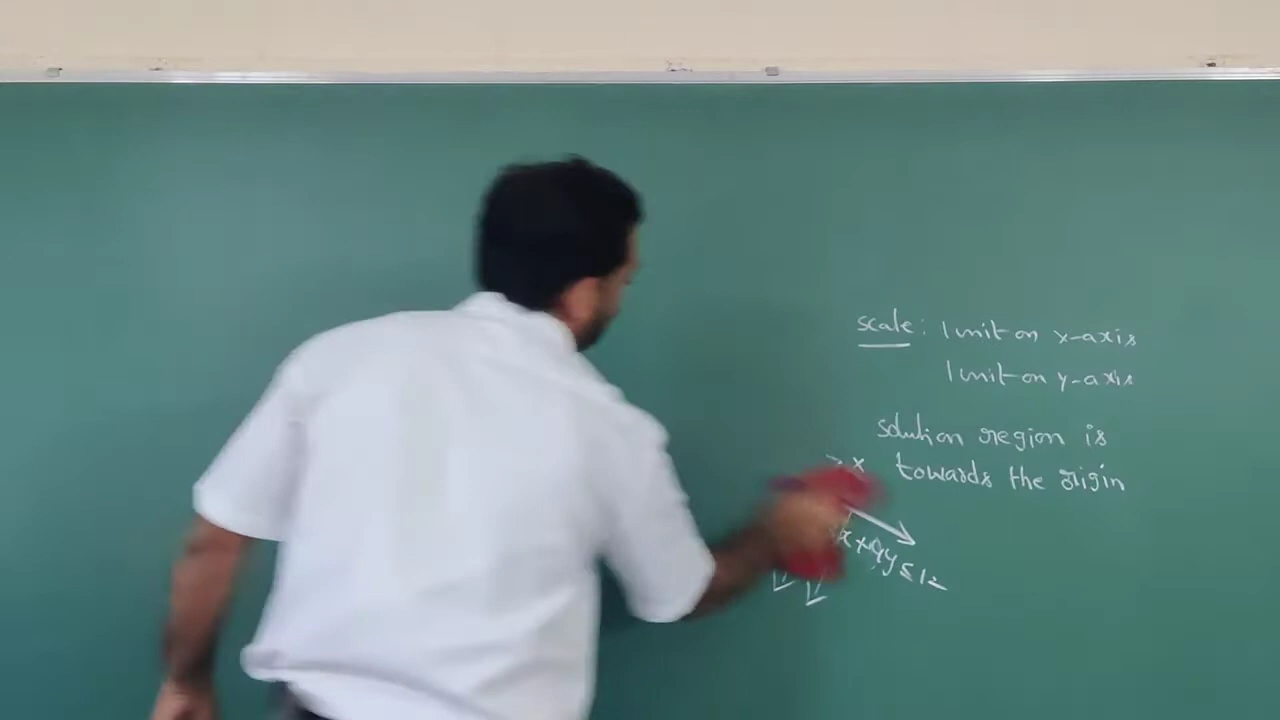 scale: 1 unit on x-axis
1 unit on y-axis
solution region is
towards the origin
x
x+4y≤12